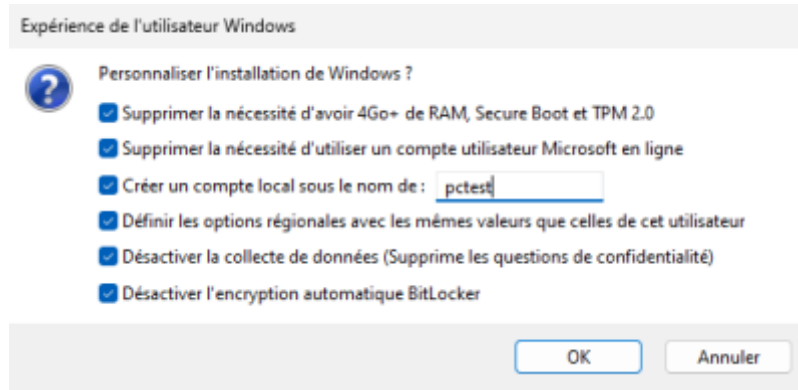 Expérience de l'utilisateur Windows
Personnaliser l'installation de Windows ?
Supprimer la nécessité d'avoir 4Go+ de RAM, Secure Boot et TPM 2.0
Supprimer la nécessité d'utiliser un compte utilisateur Microsoft en ligne
Créer un compte local sous le nom de : pctest
Définir les options régionales avec les mêmes valeurs que celles de cet utilisateur
Désactiver la collecte de données (Supprime les questions de confidentialité)
Désactiver l'encryption automatique BitLocker
OK Annuler